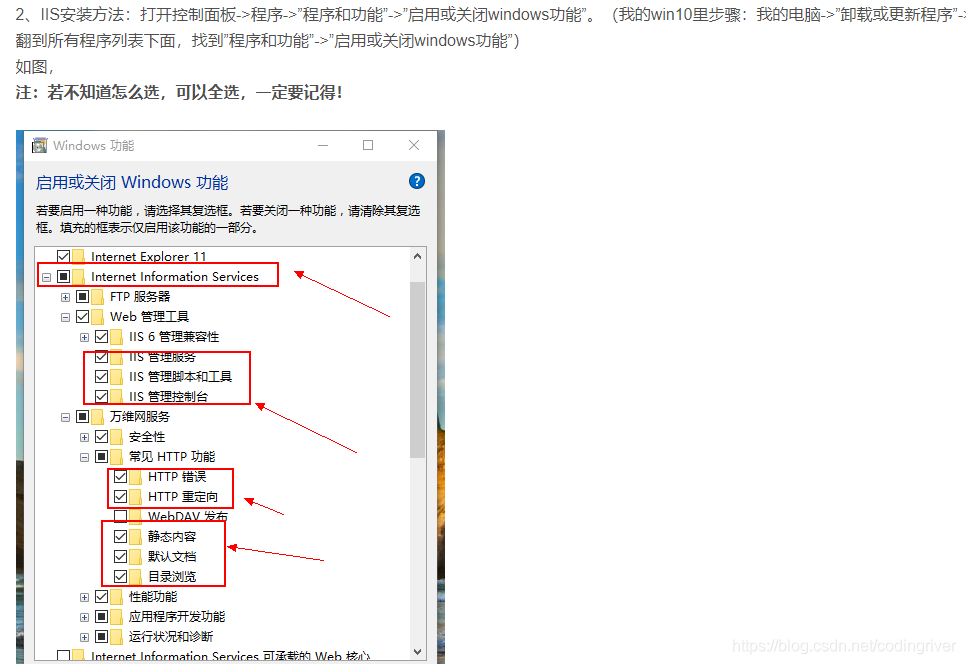 2、IIS安装方法：打开控制面板->程序->”程序和功能”->”启用或关闭windows功能”。（我的win10里步骤：我的电脑->”卸载或更新程序”->
翻到所有程序列表下面，找到”程序和功能”->”启用或关闭windows功能”）
如图，
注：若不知道怎么选，可以全选，一定要记得！
Windows 功能
启用或关闭 Windows 功能
?
若要启用一种功能，请选择其复选框。若要关闭一种功能，请清除其复选
框。填充的框表示仅启用该功能的一部分。
Internet Explorer 11
Internet Information Services
FTP 服务器
Web 管理工具
IIS 6 管理兼容性
IIS 管理服务
IIS 管理脚本和工具
IIS 管理控制台
万维网服务
安全性
常见 HTTP 功能
HTTP 错误
HTTP 重定向
WebDAV 发布
静态内容
默认文档
目录浏览
性能功能
应用程序开发功能
运行状况和诊断
Internet Information Services 可承载的 Web 核心
https://blog.csdn.net/codingriver